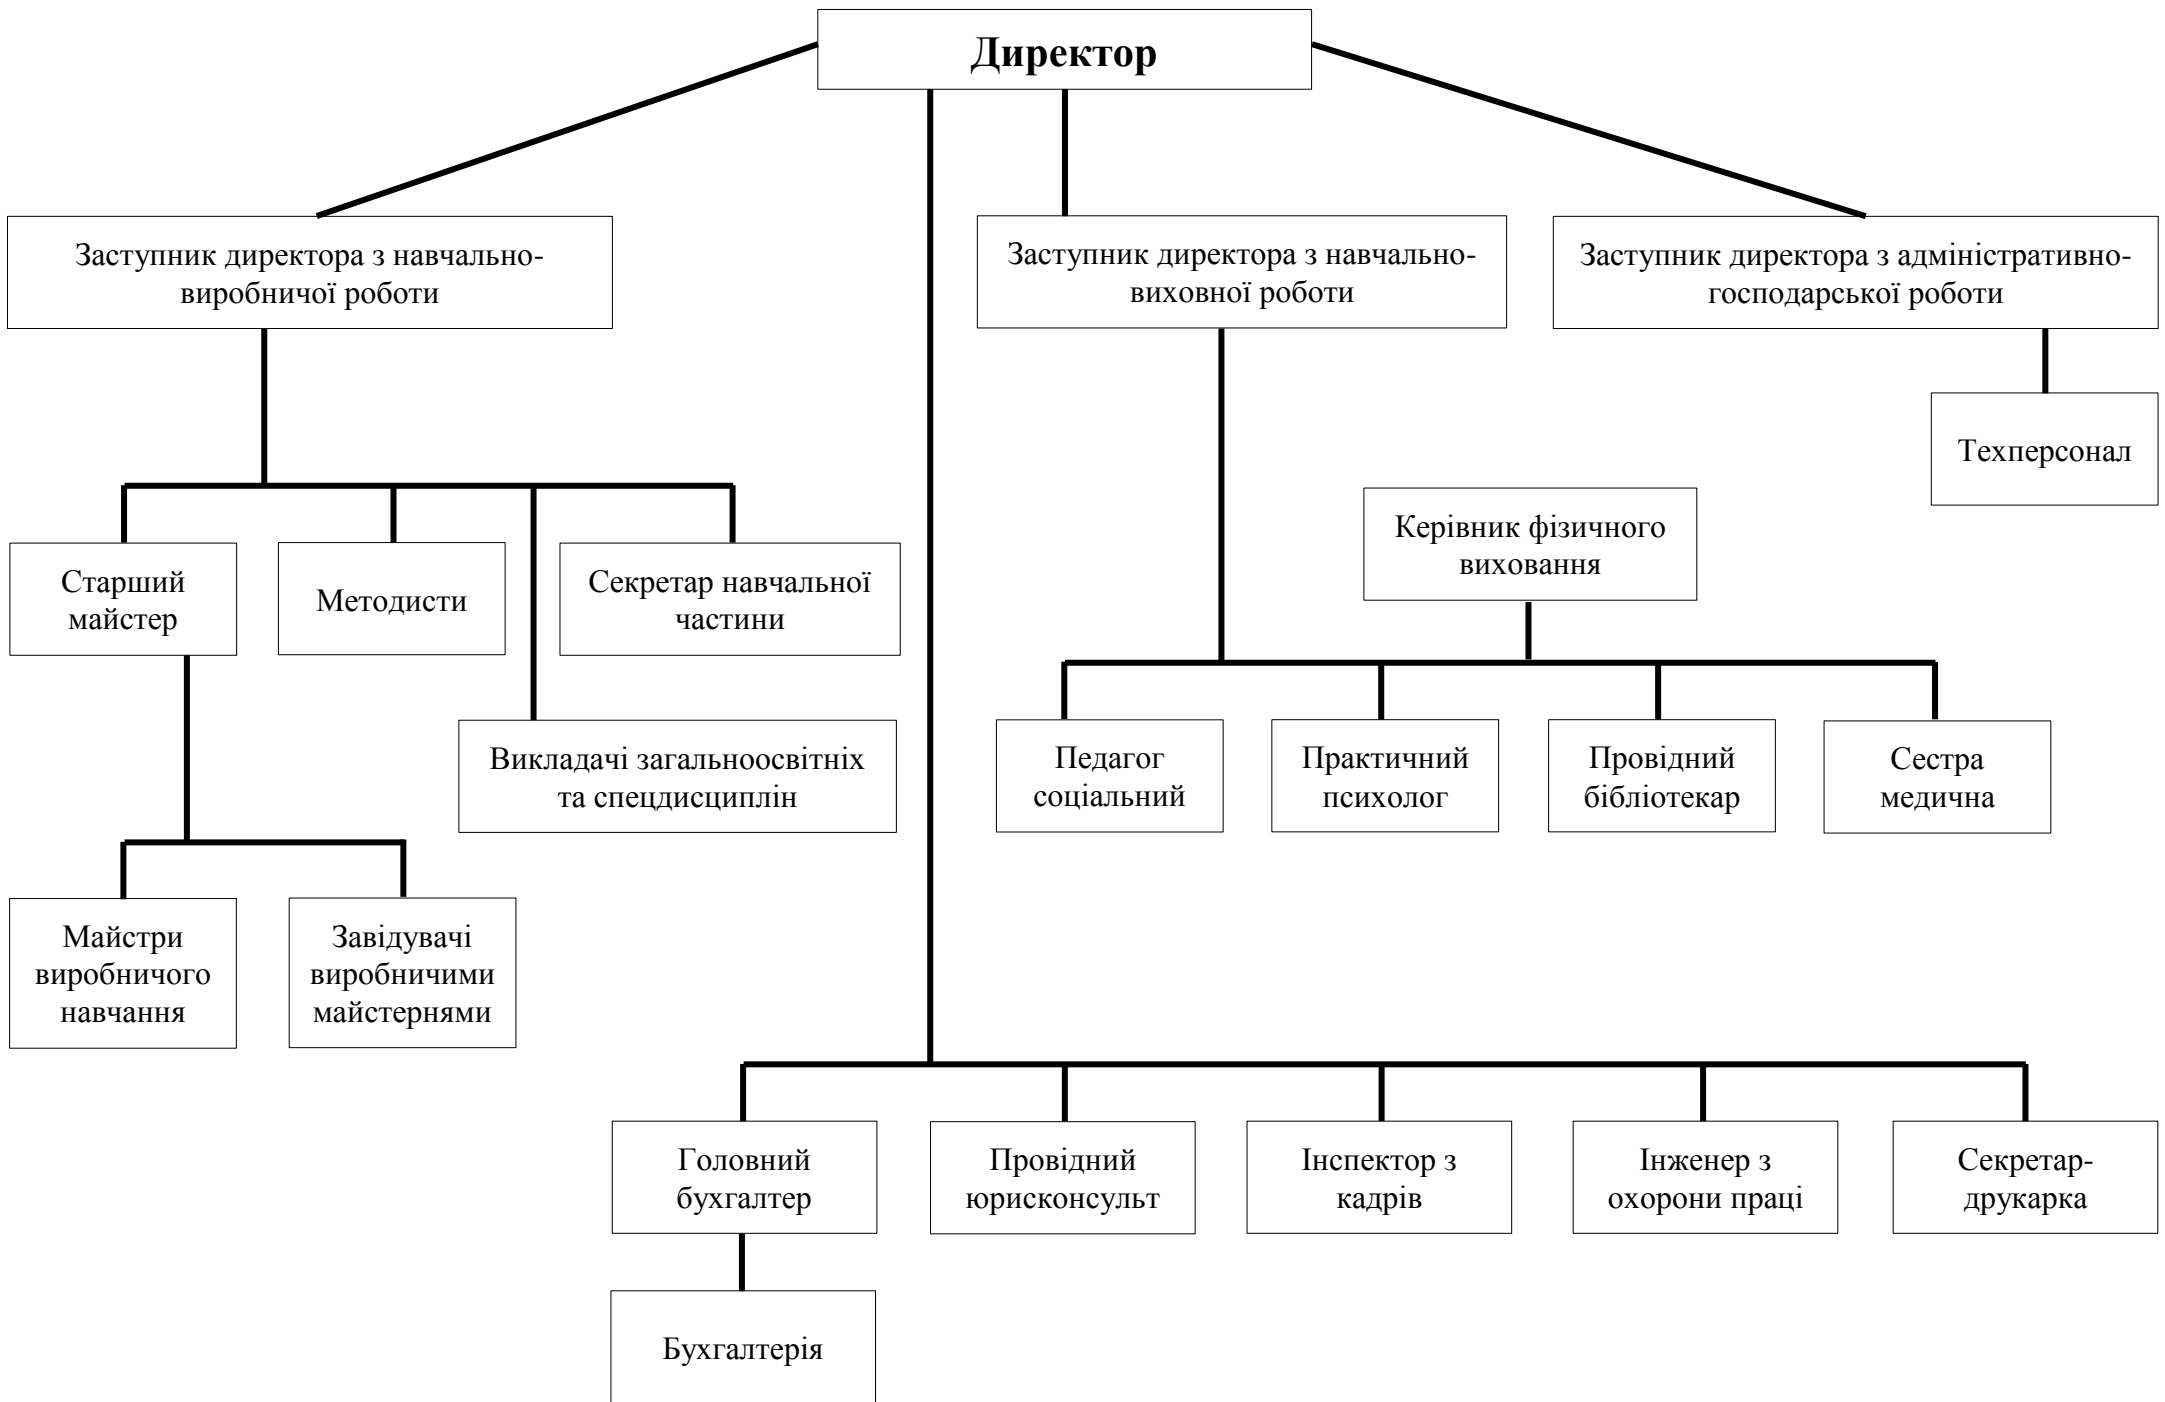 Директор
Заступник директора з навчально-
виробничої роботи
Заступник директора з навчально-
виховної роботи
Заступник директора з адміністративно-
господарської роботи
Техперсонал
Керівник фізичного
виховання
Старший
майстер
Методисти
Секретар навчальної
частини
Викладачі загальноосвітніх
та спецдисциплін
Педагог
соціальний
Практичний
психолог
Провідний
бібліотекар
Сестра
медична
Майстри
виробничого
навчання
Завідувачі
виробничими
майстернями
Головний
бухгалтер
Провідний
юрисконсульт
Інспектор з
кадрів
Інженер з
охорони праці
Секретар-
друкарка
Бухгалтерія